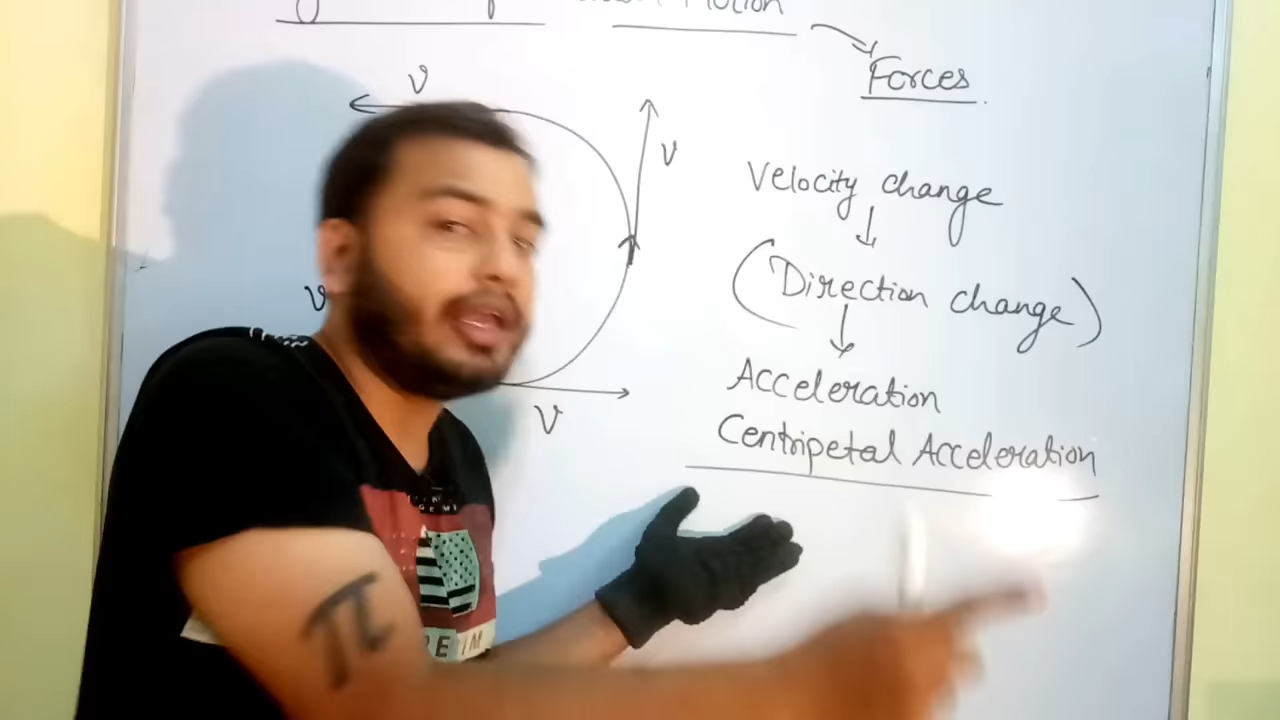 Motion
Forces
v
v
Velocity change
(Direction change)
v
Acceleration
v
Centripetal Acceleration
π